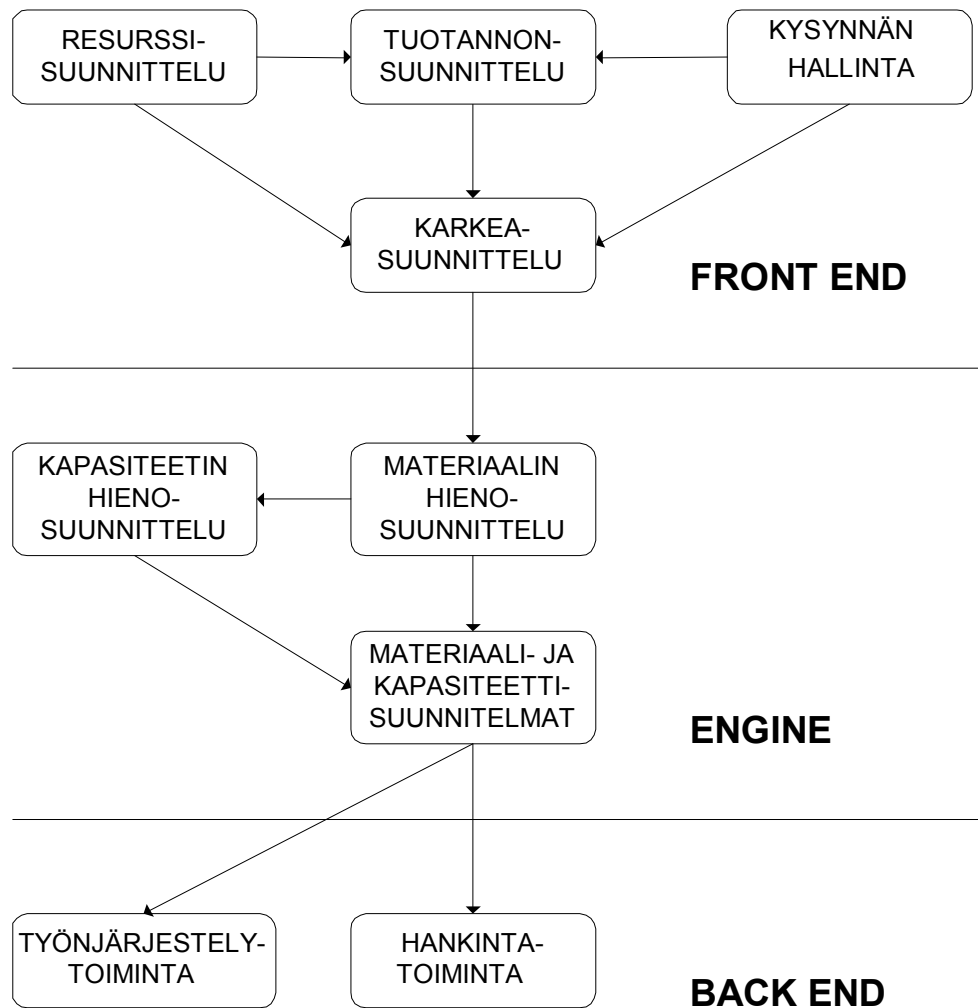 RESURSSI-
SUUNNITTELU
TUOTANNON-
SUUNNITTELU
KYSYNNÄN
HALLINTA
KARKEA-
SUUNNITTELU
FRONT END
KAPASITEETIN
HIENO-
SUUNNITTELU
MATERIAALIN
HIENO-
SUUNNITTELU
MATERIAALI- JA
KAPASITEETTI-
SUUNNITELMAT
ENGINE
TYÖNJÄRJESTELY-
TOIMINTA
HANKINTA-
TOIMINTA
BACK END